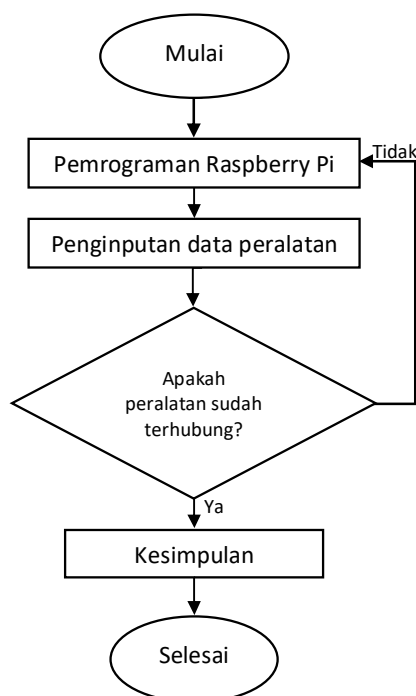 Mulai
Tidak
Pemrograman Raspberry Pi
Penginputan data peralatan
Apakah
peralatan sudah
terhubung?
Ya
Kesimpulan
Selesai